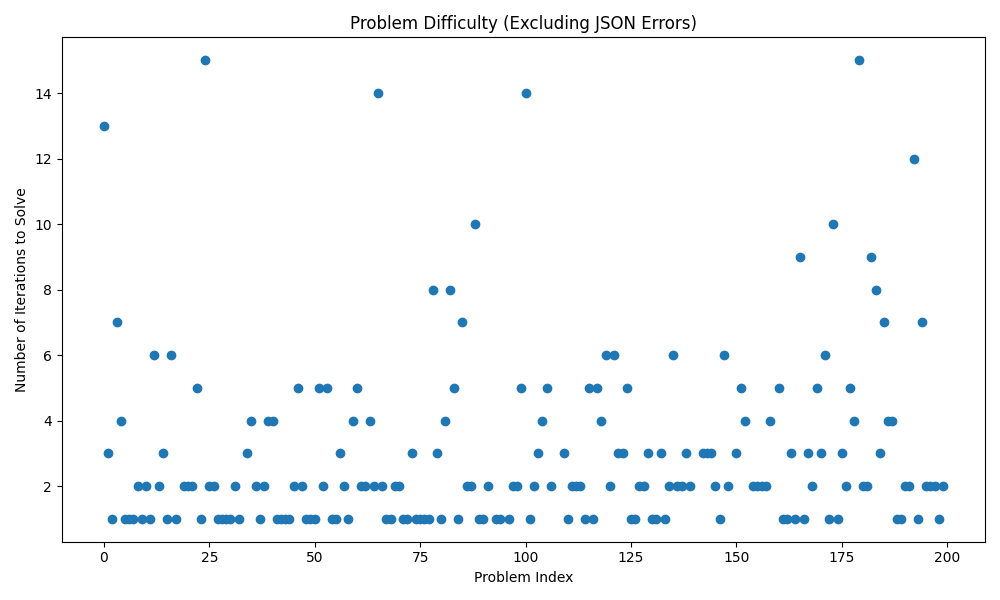 Problem Difficulty (Excluding JSON Errors)
Number of Iterations to Solve
14
12
10
8
6
4
2
0 25 50 75 100 125 150 175 200
Problem Index